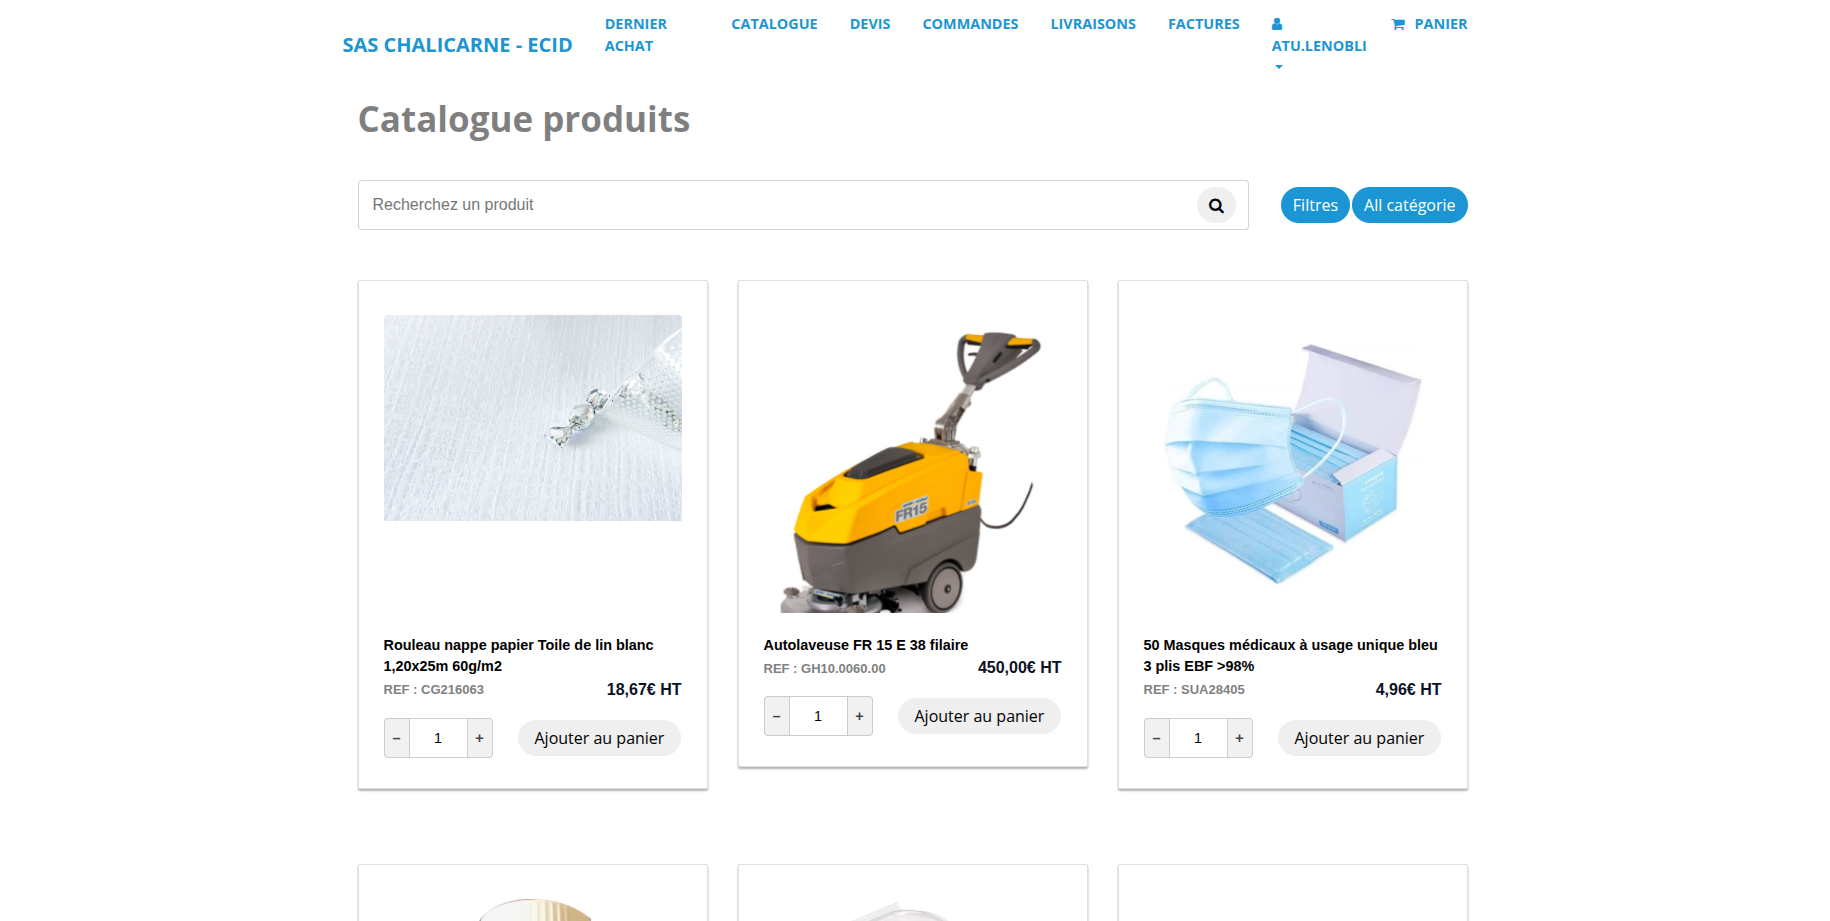 SAS CHALICARNE - ECID
DERNIER
ACHAT
CATALOGUE
DEVIS
COMMANDES
LIVRAISONS
FACTURES
ATU.LENOBLI
PANIER
Catalogue produits
Recherchez un produit
Filtres
All catégorie
FR15
Rouleau nappe papier Toile de lin blanc
1,20x25m 60g/m2
REF : CG216063
18,67€ HT
– 1 +
Ajouter au panier
Autolaveuse FR 15 E 38 filaire
REF : GH10.0060.00
450,00€ HT
– 1 +
Ajouter au panier
50 Masques médicaux à usage unique bleu
3 plis EBF >98%
REF : SUA28405
4,96€ HT
– 1 +
Ajouter au panier